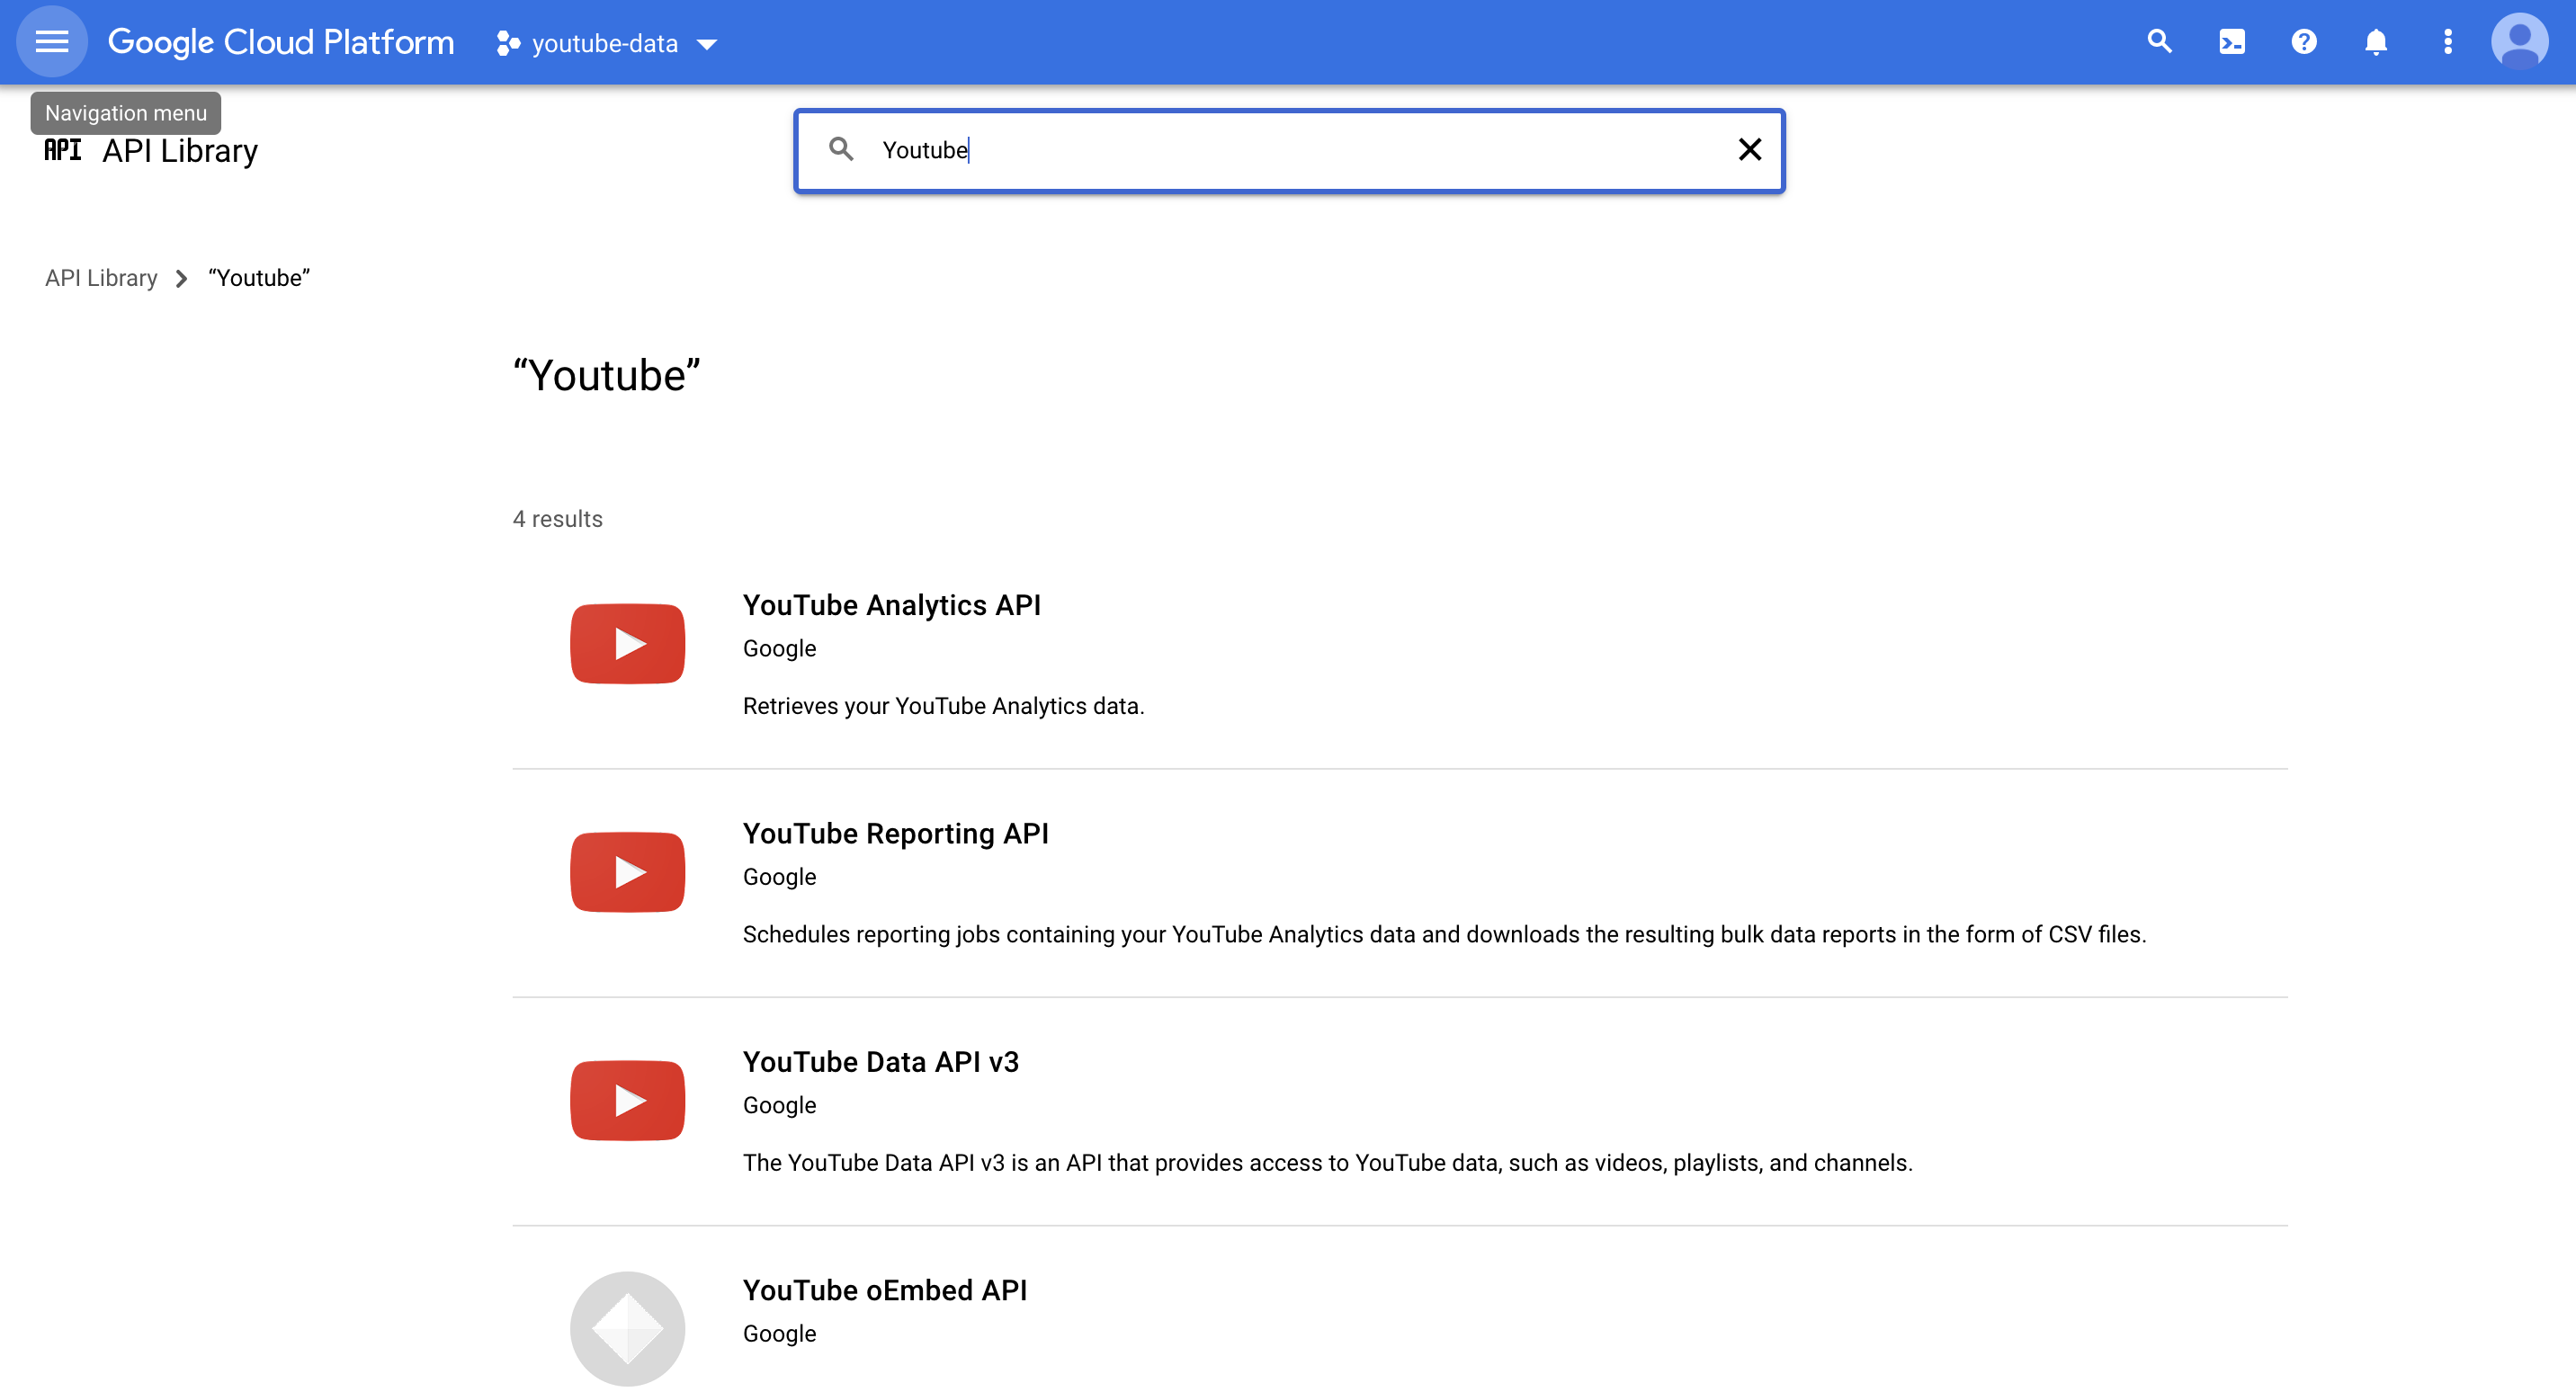 Google Cloud Platform
youtube-data
Navigation menu
API API Library
Youtube
API Library “Youtube”
“Youtube”
4 results
YouTube Analytics API
Google
Retrieves your YouTube Analytics data.
YouTube Reporting API
Google
Schedules reporting jobs containing your YouTube Analytics data and downloads the resulting bulk data reports in the form of CSV files.
YouTube Data API v3
Google
The YouTube Data API v3 is an API that provides access to YouTube data, such as videos, playlists, and channels.
YouTube oEmbed API
Google